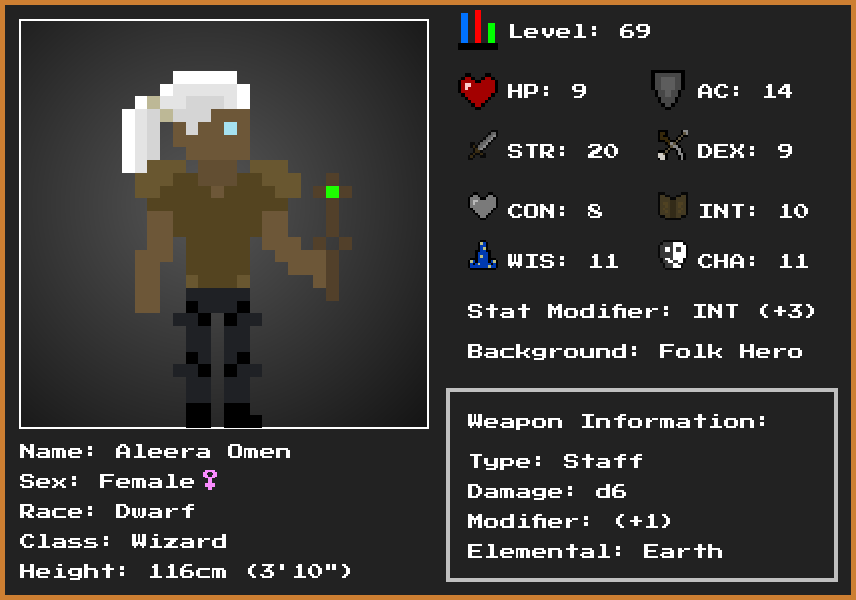 Level: 69
HP: 9
AC: 14
STR: 20
DEX: 9
CON: 8
INT: 10
WIS: 11
CHA: 11
Stat Modifier: INT (+3)
Background: Folk Hero
Weapon Information:
Type: Staff
Damage: d6
Modifier: (+1)
Elemental: Earth
Name: Aleera Omen
Sex: Female♀
Race: Dwarf
Class: Wizard
Height: 116cm (3'10")